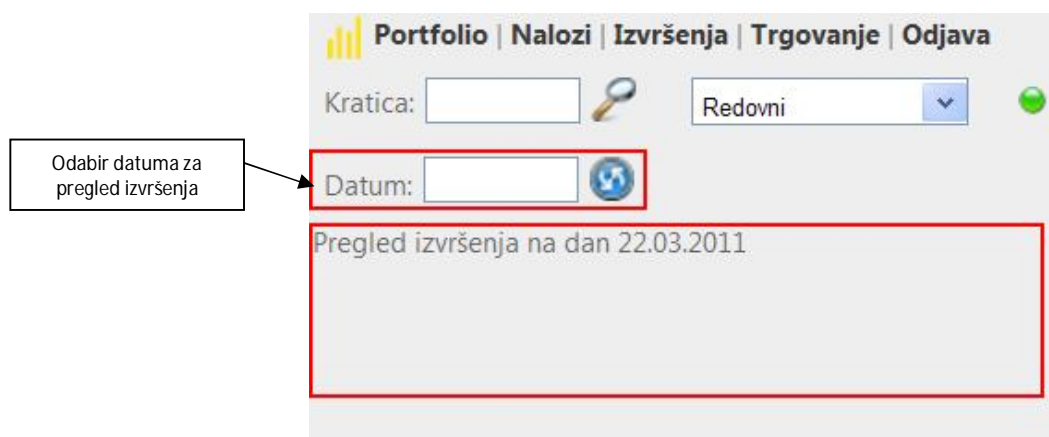 Portfolio | Nalozi | Izvršenja | Trgovanje | Odjava
Kratica:
Redovni
Odabir datuma za
pregled izvršenja
Datum:
Pregled izvršenja na dan 22.03.2011